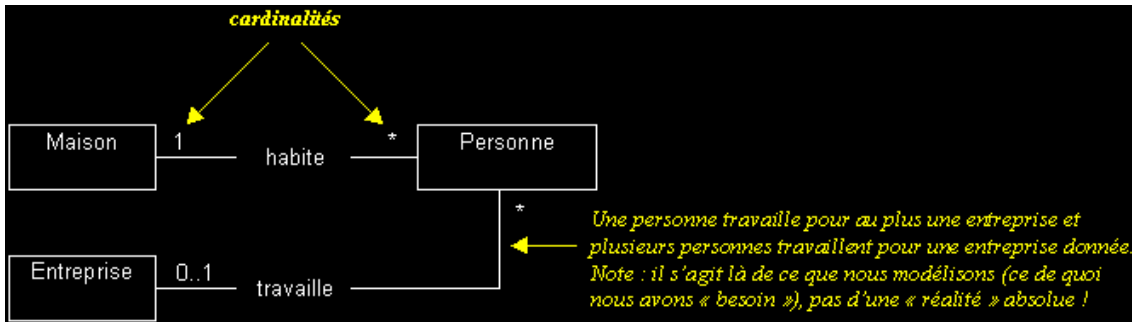 cardinalités
Maison
1
habite
*
Personne
*
Une personne travaille pour au plus une entreprise et
plusieurs personnes travaillent pour une entreprise donnée.
Note : il s’agit là de ce que nous modélisons (ce de quoi
nous avons « besoin »), pas d’une « réalité » absolue !
Entreprise
0..1
travaille